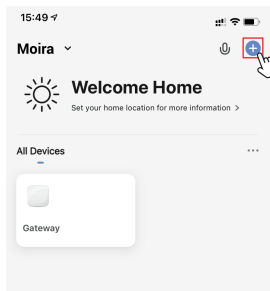 15:49
Moira
Welcome Home
Set your home location for more information >
All Devices
Gateway